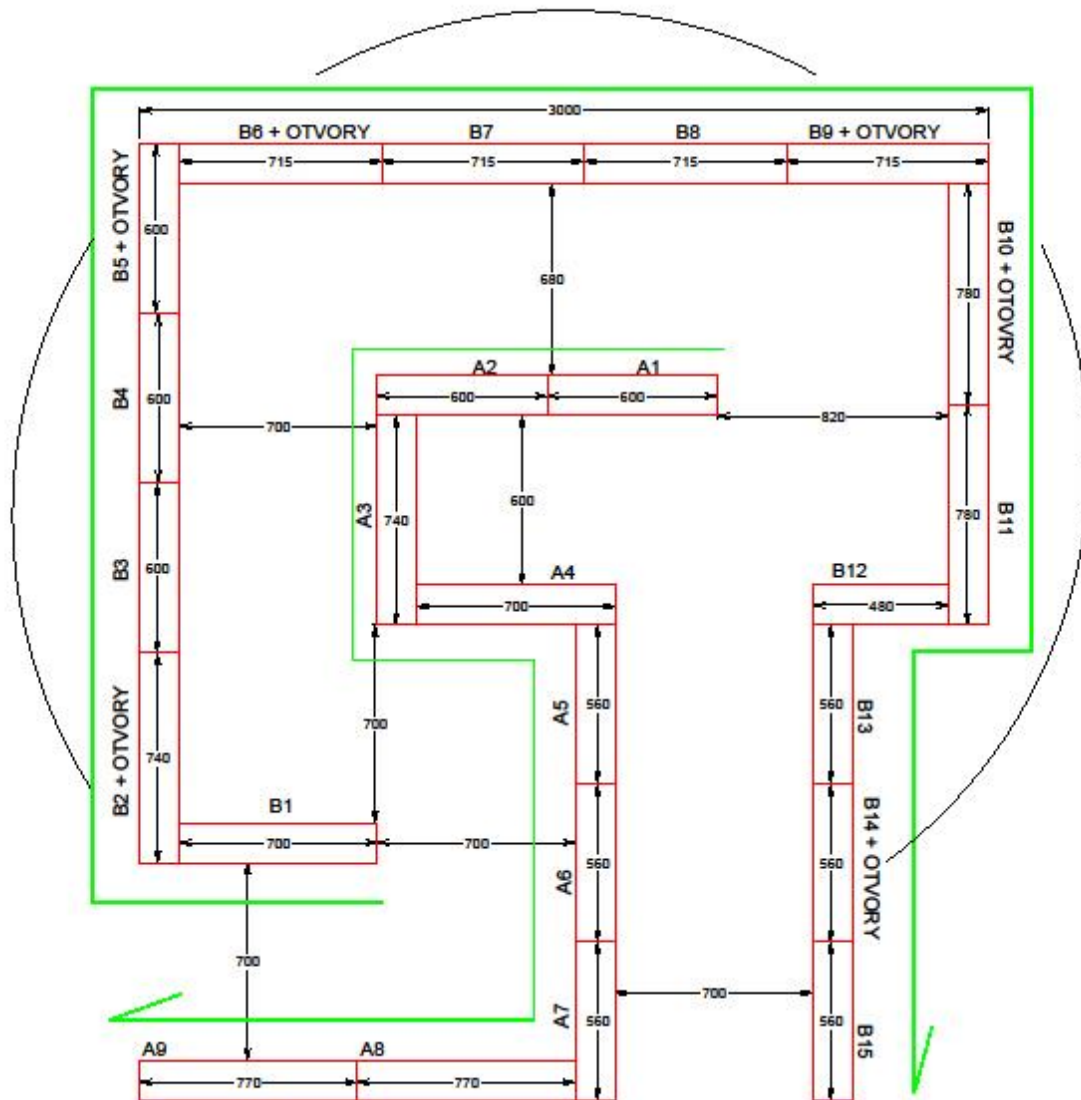 3000
B6 + OTVORY
B7
B8
B9 + OTVORY
715
715
715
715
B5 + OTVORY
600
680
780
B10 + OTOVRY
A2
A1
600
600
B4
600
700
820
A3
740
600
780
B11
B3
600
A4
B12
700
480
B2 + OTVORY
740
700
A5
560
560
B13
B1
700
700
A6
560
560
B14 + OTVORY
700
700
A7
560
560
B15
A9
A8
770
770